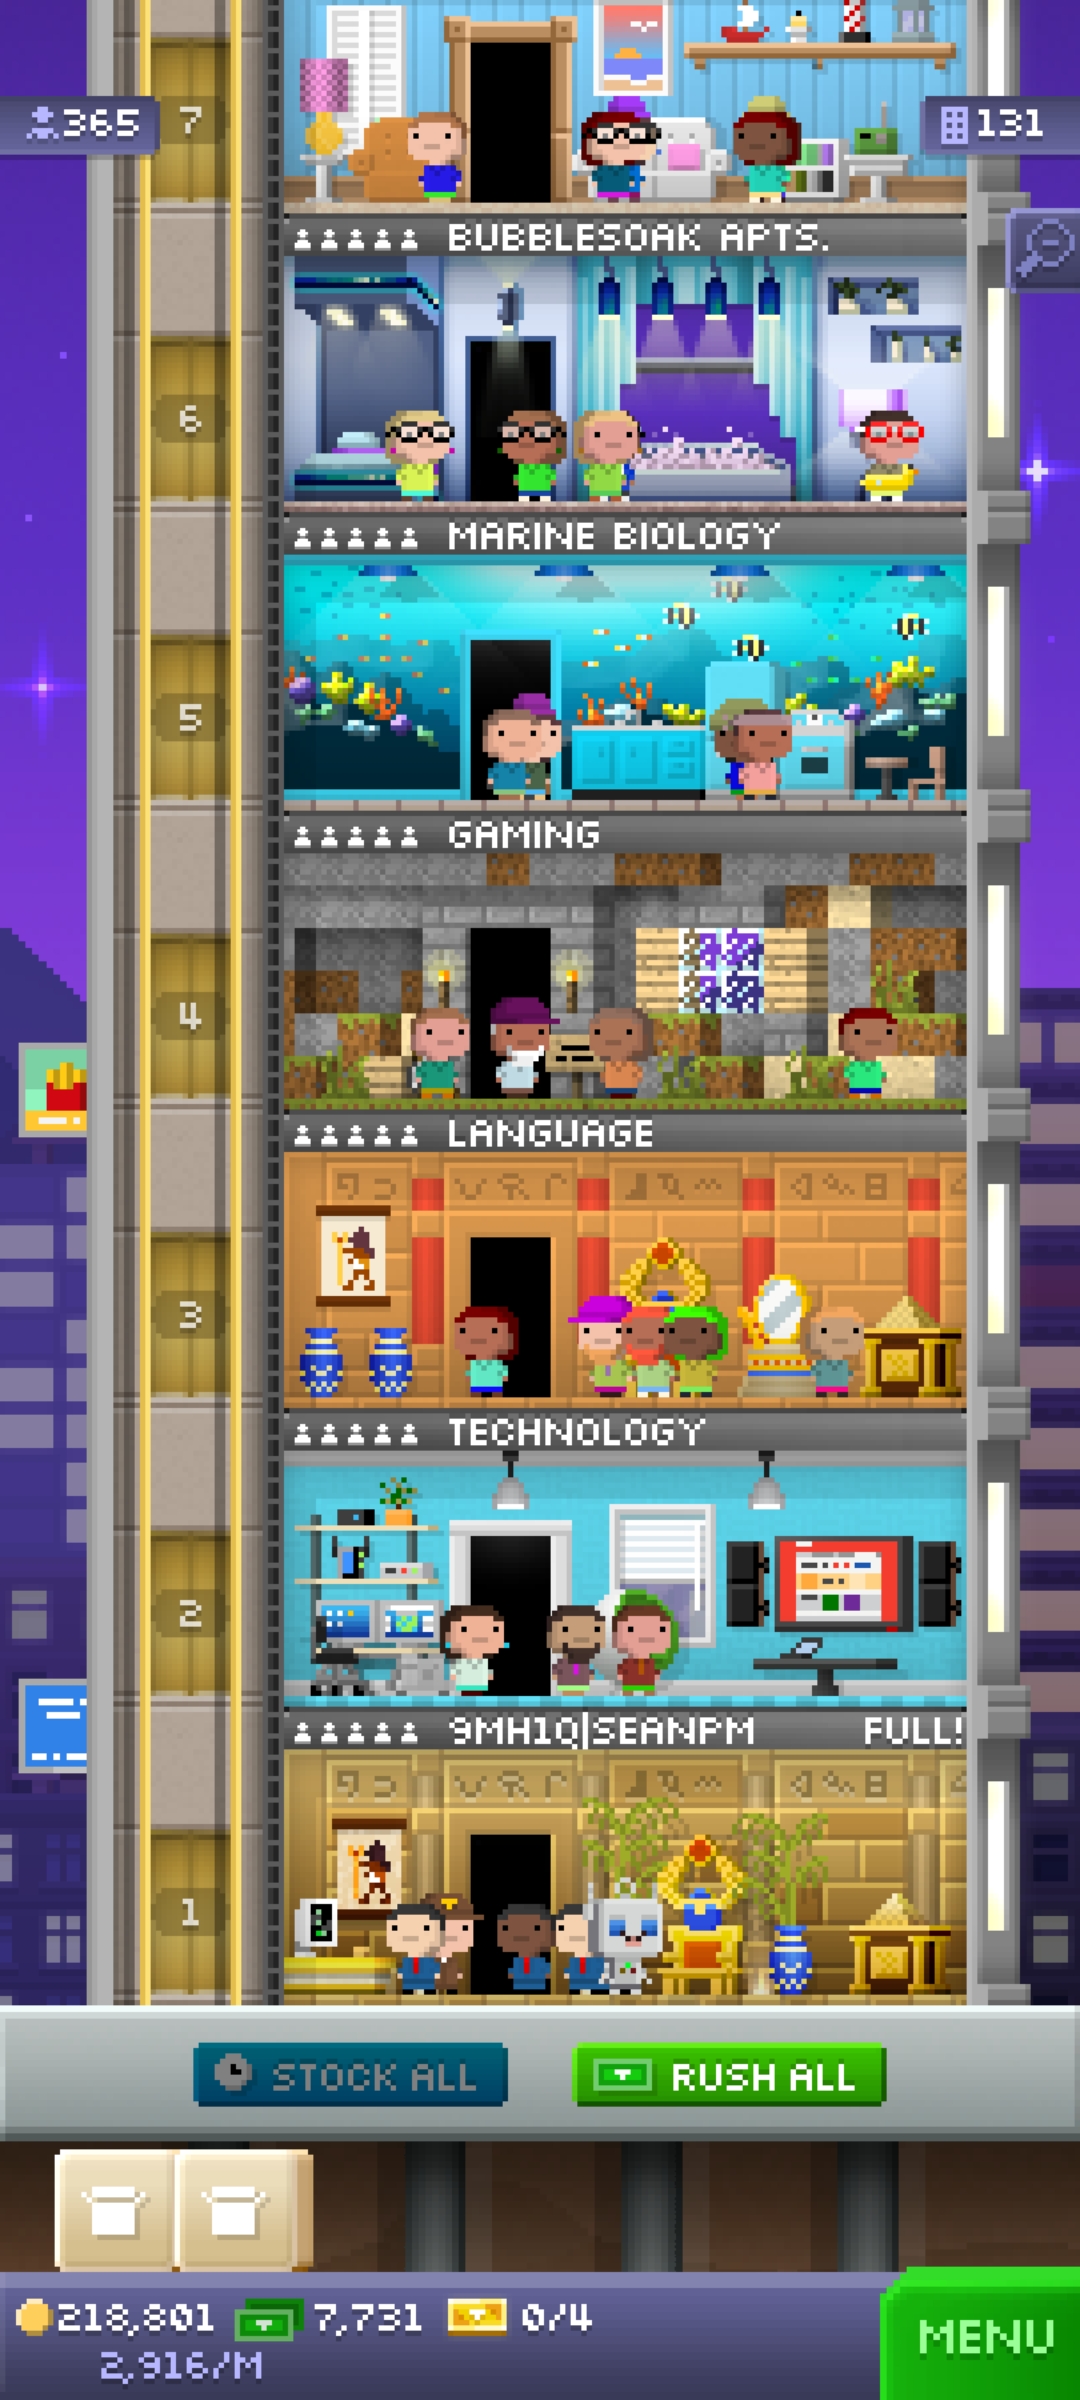 365
7
131
BUBBLESOAK APTS.
6
MARINE BIOLOGY
5
GAMING
4
LANGUAGE
3
TECHNOLOGY
2
9MH1Q|SEANPM FULL!
1
STOCK ALL
RUSH ALL
218,801 7,731 0/4
2,916/M
MENU